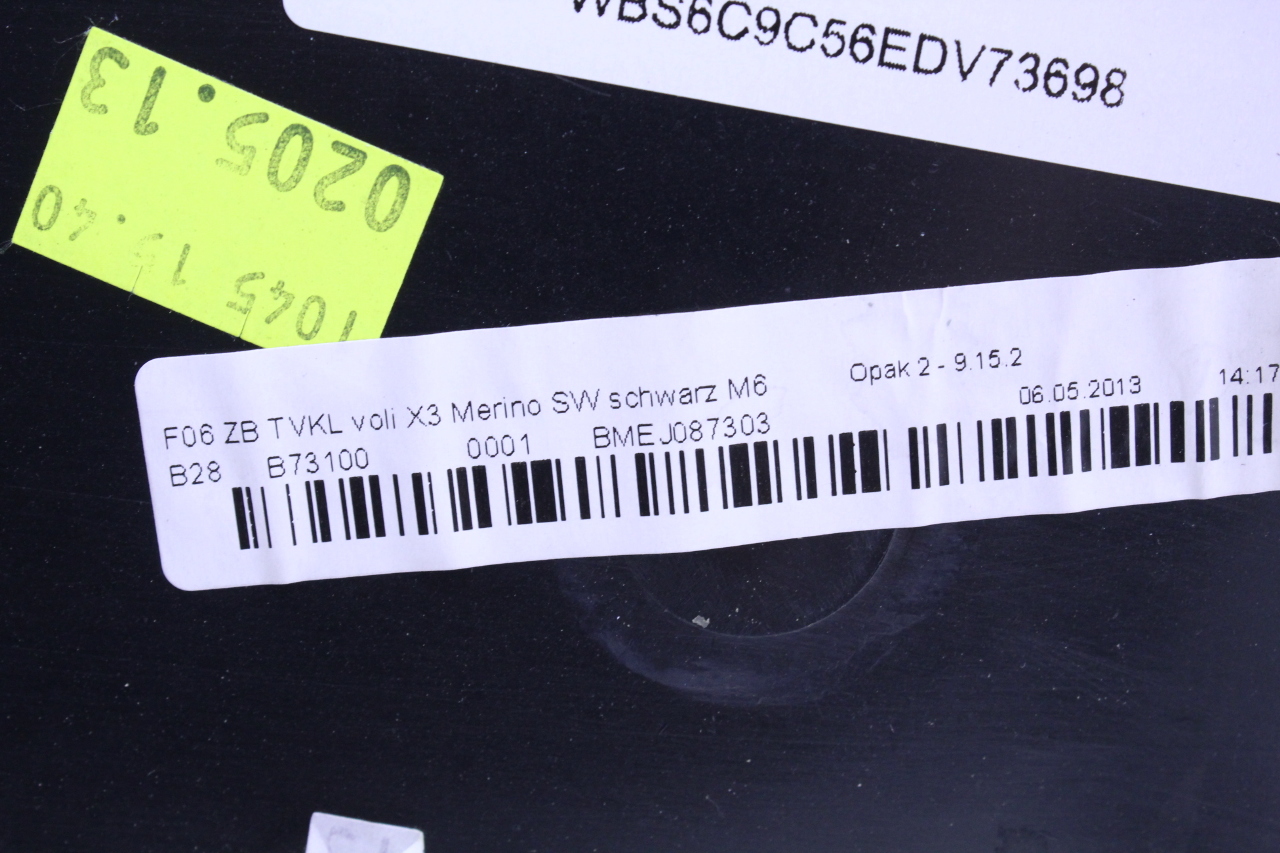 WBS6C9C56EDV73698
0205.13
1045 15.40
F06 ZB TVKL voli X3 Merino SW schwarz M6
Opak 2 - 9.15.2
B28 B73100 0001 BMEJ087303
06.05.2013 14:17